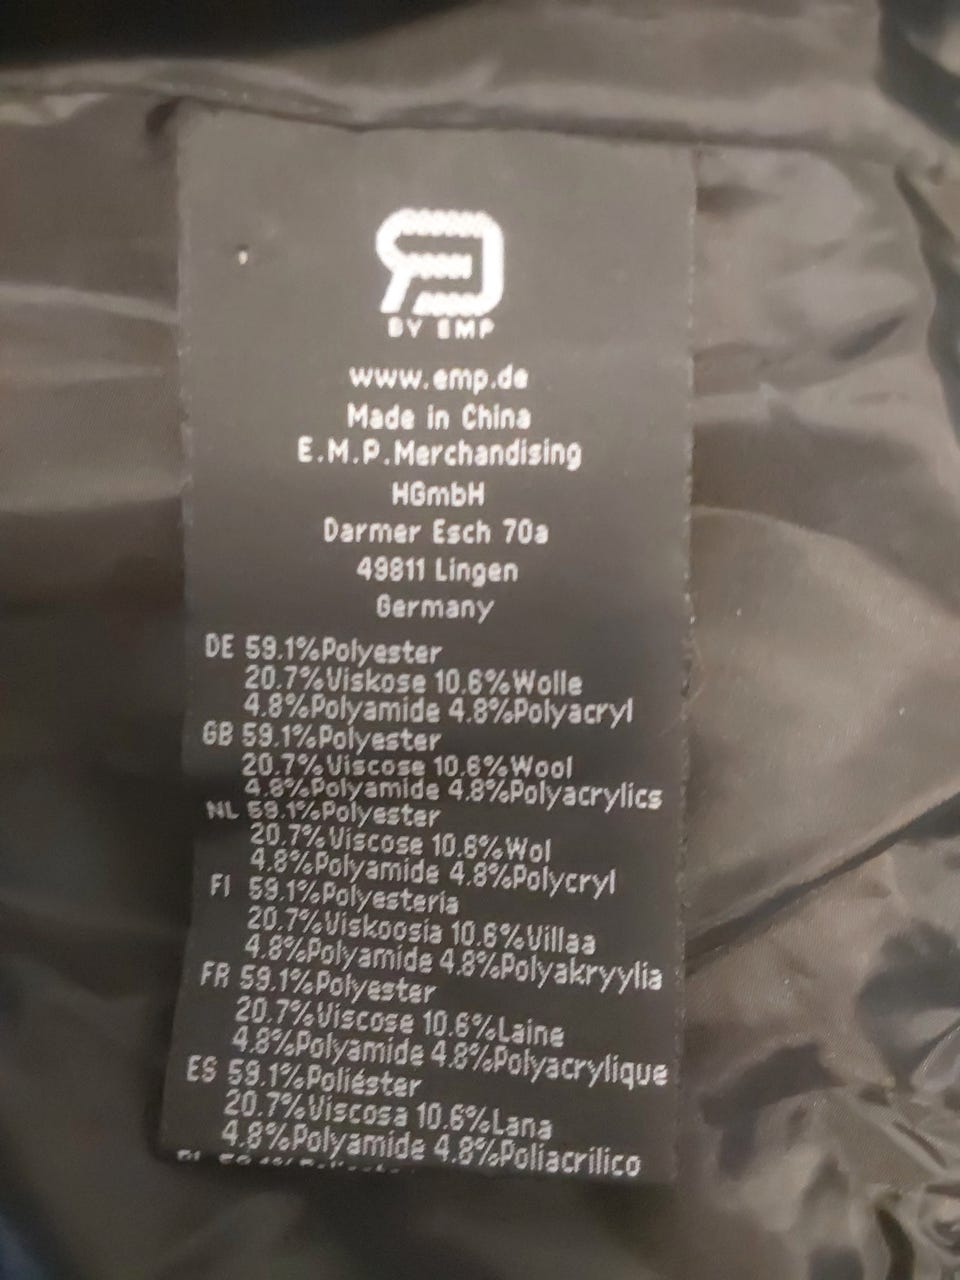 BY EMP
www.emp.de
Made in China
E.M.P.Merchandising
HGmbH
Darmer Esch 70a
49811 Lingen
Germany
DE 59.1%Polyester
20.7%Viskose 10.6%Wolle
4.8%Polyamide 4.8%Polyacryl
GB 59.1%Polyester
20.7%Viscose 10.6%Wool
4.8%Polyamide 4.8%Polyacrylics
NL 59.1%Polyester
20.7%Viscose 10.6%Wol
4.8%Polyamide 4.8%Polycryl
FI 59.1%Polyesteria
20.7%Viskoosia 10.6%Villaa
4.8%Polyamide 4.8%Polyakryylia
FR 59.1%Polyester
20.7%Viscose 10.6%Laine
4.8%Polyamide 4.8%Polyacrylique
ES 59.1%Poliéster
20.7%Viscosa 10.6%Lana
4.8%Polyamide 4.8%Poliacrílico